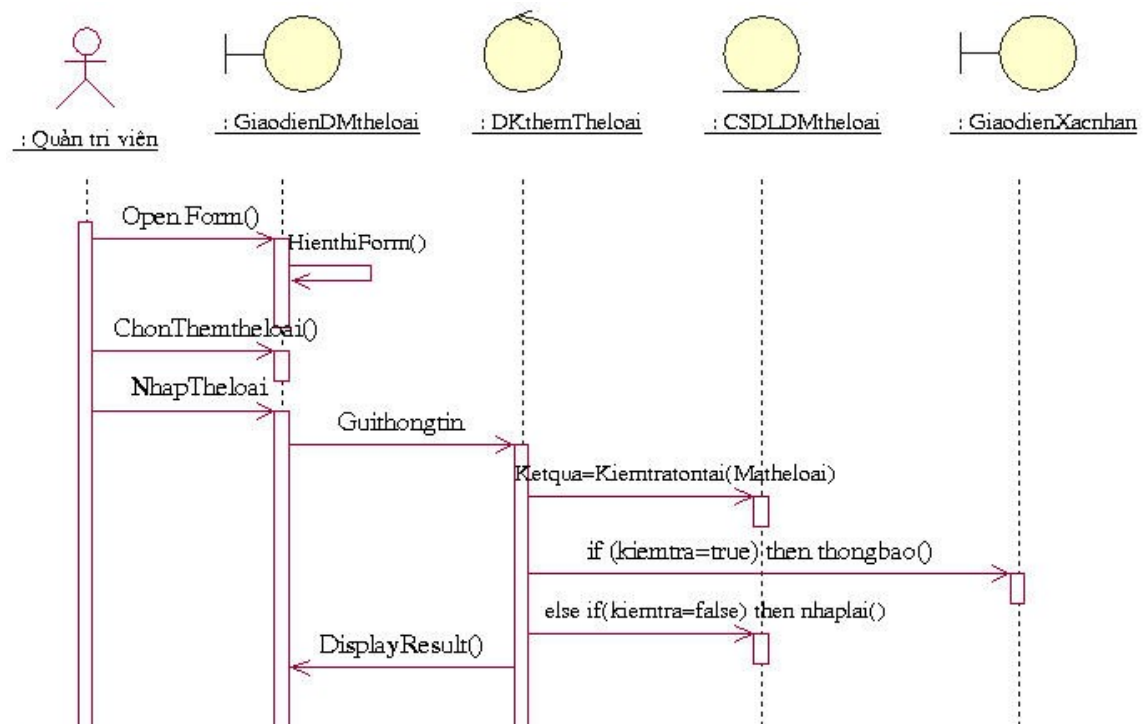 : Quản trị viên
: GiaodienDMtheloai
: DKthemTheloai
: CSDLDMtheloai
: GiaodienXacnhan
Open Form()
HienthiForm()
ChonThemtheloai()
NhapTheloai
Guithongtin
Ketqua=Kiemtratontai(Matheloai)
if (kiemtra=true) then thongbao()
else if(kiemtra=false) then nhaplai()
DisplayResult()